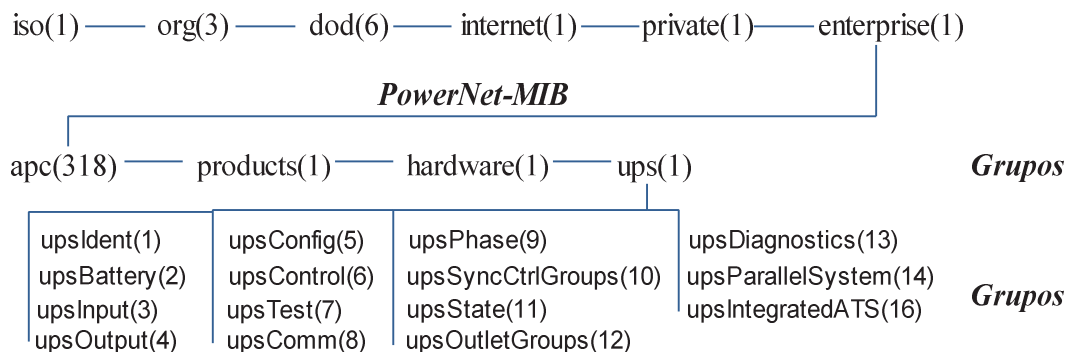 iso(1) org(3) dod(6) internet(1) private(1) enterprise(1)
PowerNet-MIB
apc(318) products(1) hardware(1) ups(1) Grupos
upsIdent(1) upsConfig(5) upsPhase(9) upsDiagnostics(13)
upsBattery(2) upsControl(6) upsSyncCtrlGroups(10) upsParallelSystem(14)
Grupos
upsInput(3) upsTest(7) upsState(11) upsIntegratedATS(16)
upsOutput(4) upsComm(8) upsOutletGroups(12)